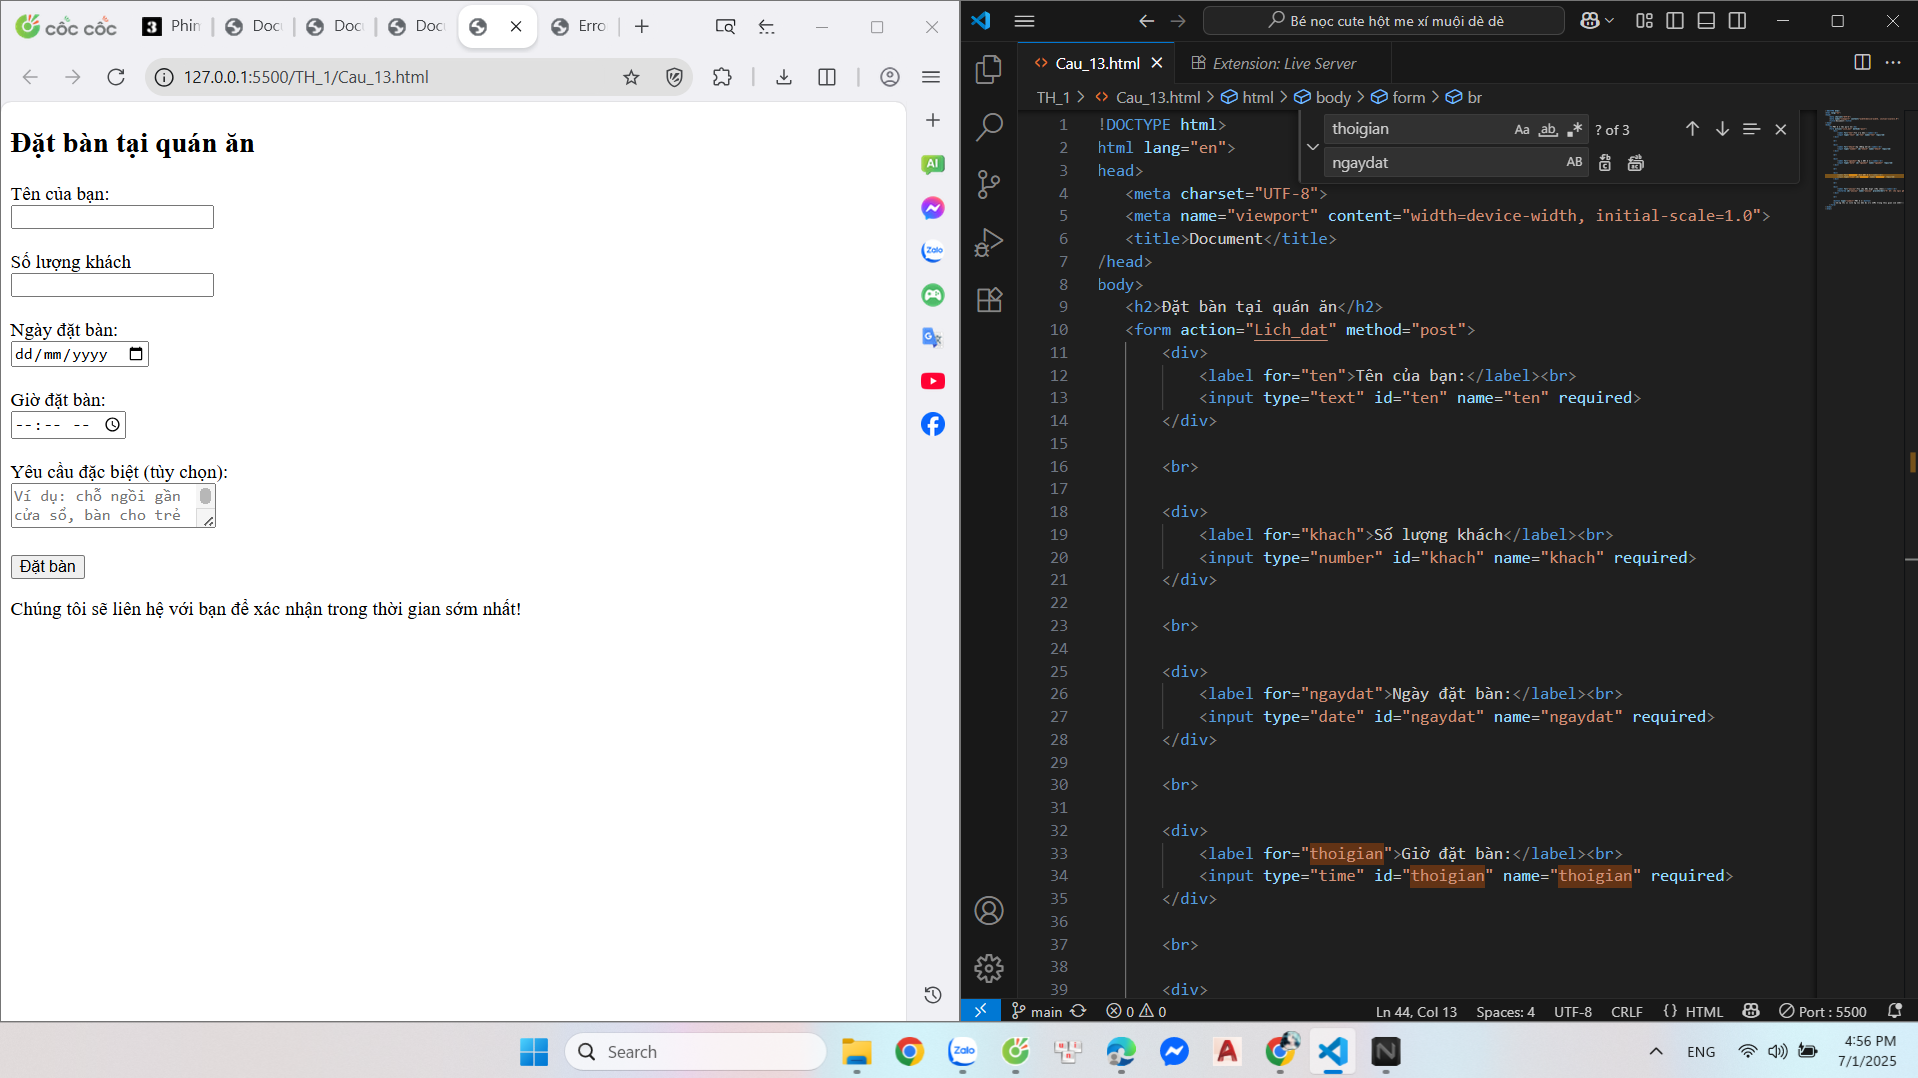 cốc cốc
3 Phin
Docu
Docu
Docu
Erro
127.0.0.1:5500/TH_1/Cau_13.html
Đặt bàn tại quán ăn
Tên của bạn:
Số lượng khách
Ngày đặt bàn:
dd/mm/yyyy
Giờ đặt bàn:
--:-- --
Yêu cầu đặc biệt (tùy chọn):
Ví dụ: chỗ ngồi gần
cửa sổ, bàn cho trẻ
Đặt bàn
Chúng tôi sẽ liên hệ với bạn để xác nhận trong thời gian sớm nhất!
AI
Zalo
Bé nọc cute hột me xí muội dè dè
Cau_13.html
Extension: Live Server
TH_1 > Cau_13.html > html > body > form > br
thoigian
Aa ab
? of 3
ngaydat
AB
1 !DOCTYPE html>
2 html lang="en">
3 head>
4 <meta charset="UTF-8">
5 <meta name="viewport" content="width=device-width, initial-scale=1.0">
6 <title>Document</title>
7 /head>
8 body>
9 <h2>Đặt bàn tại quán ăn</h2>
10 <form action="Lich_dat" method="post">
11 <div>
12 <label for="ten">Tên của bạn:</label><br>
13 <input type="text" id="ten" name="ten" required>
14 </div>
15
16 <br>
17
18 <div>
19 <label for="khach">Số lượng khách</label><br>
20 <input type="number" id="khach" name="khach" required>
21 </div>
22
23 <br>
24
25 <div>
26 <label for="ngaydat">Ngày đặt bàn:</label><br>
27 <input type="date" id="ngaydat" name="ngaydat" required>
28 </div>
29
30 <br>
31
32 <div>
33 <label for="thoigian">Giờ đặt bàn:</label><br>
34 <input type="time" id="thoigian" name="thoigian" required>
35 </div>
36
37 <br>
38
39 <div>
main
0 0
Ln 44, Col 13
Spaces: 4
UTF-8
CRLF
{} HTML
Port : 5500
Search
Zalo
ENG
4:56 PM
7/1/2025